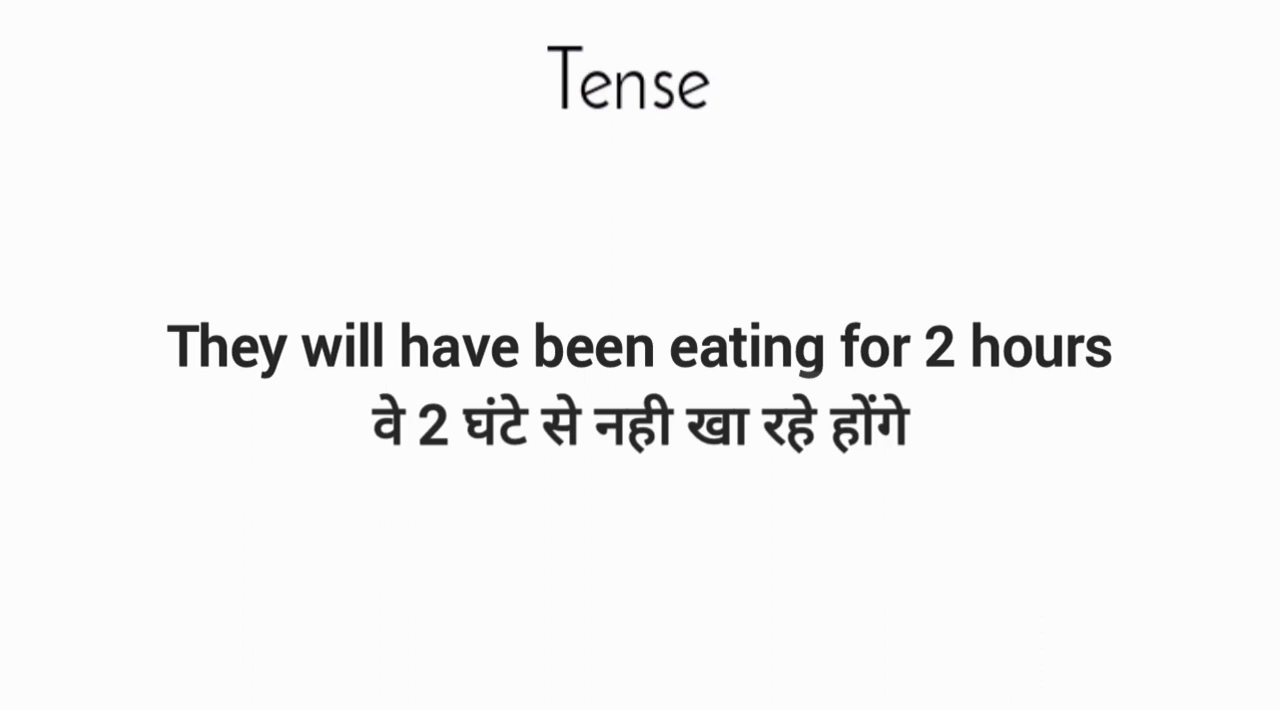 Tense
They will have been eating for 2 hours
वे 2 घंटे से नही खा रहे होंगे